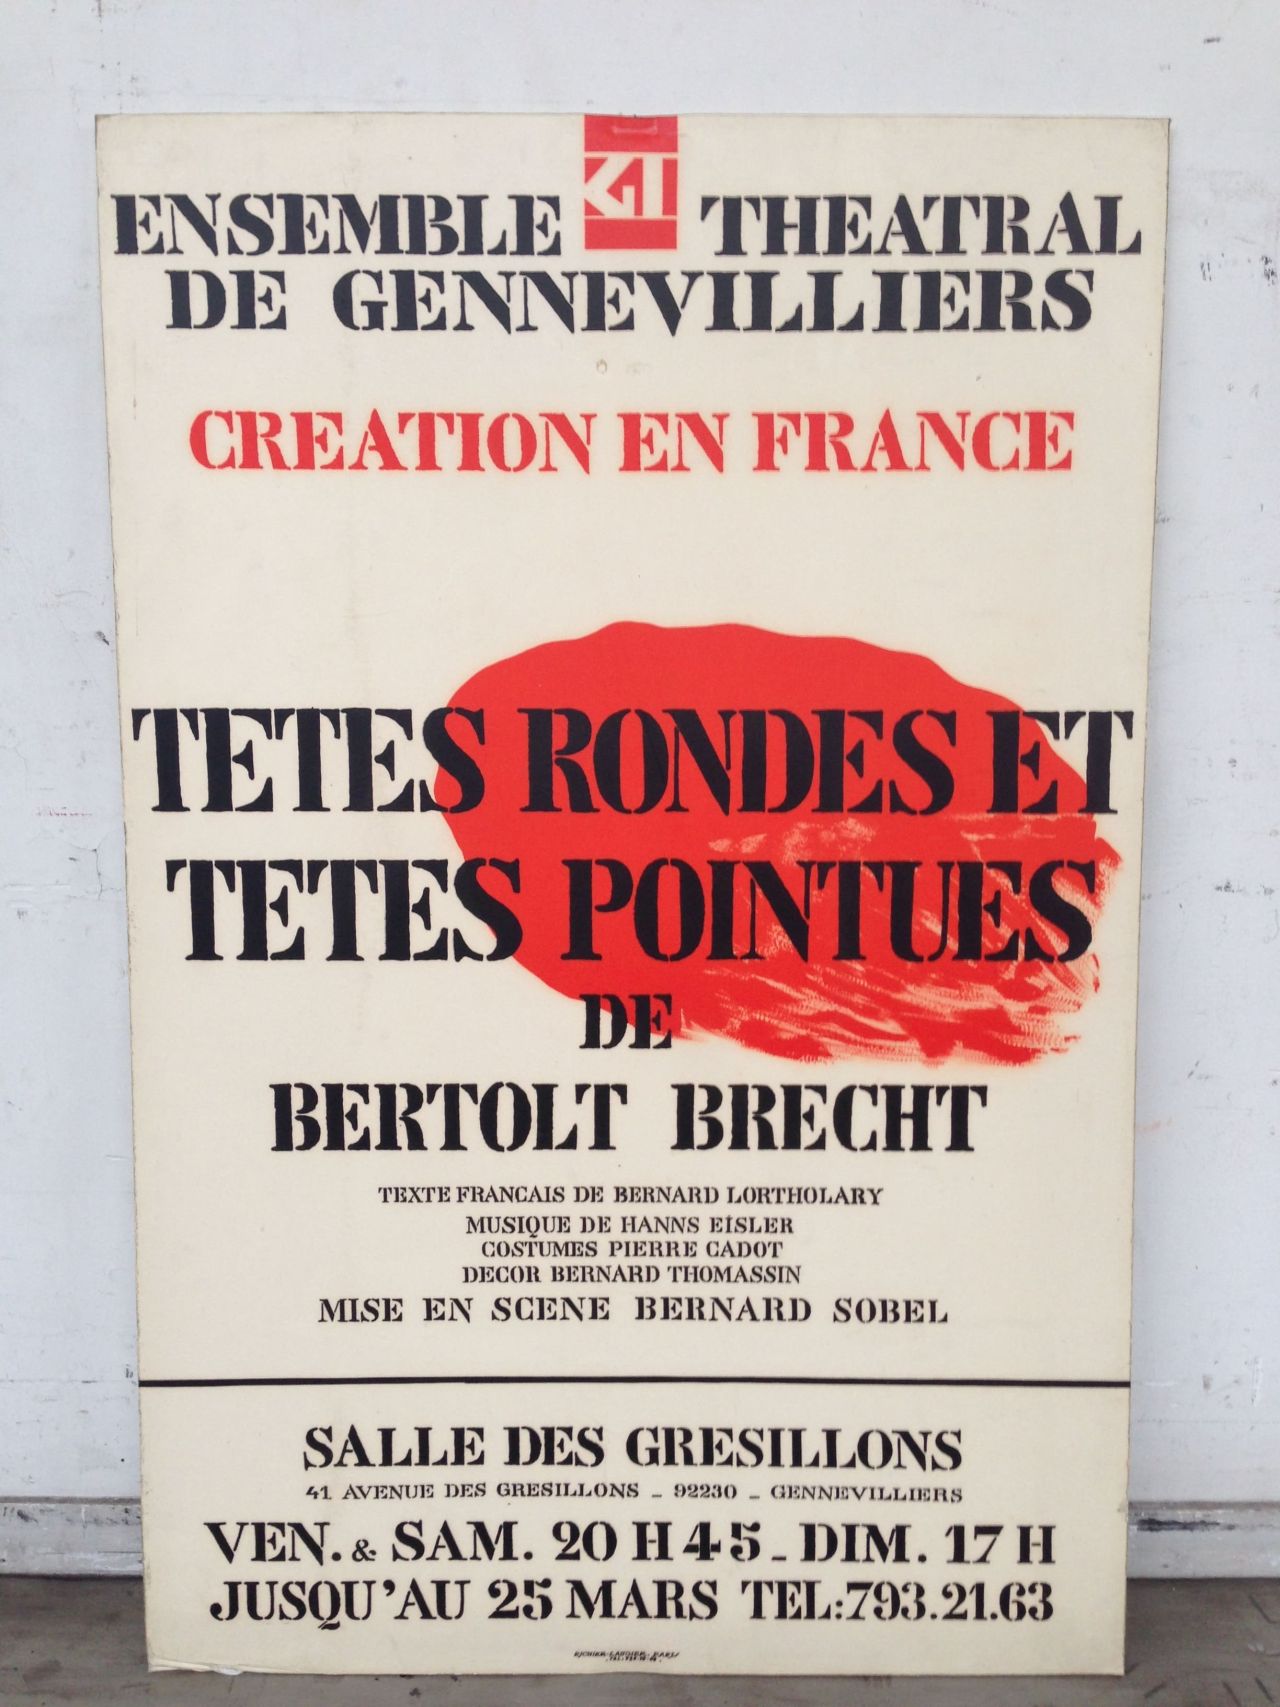 ENSEMBLE THEATRAL
DE GENNEVILLIERS
CREATION EN FRANCE
TETES RONDES ET
TETES POINTUES
DE
BERTOLT BRECHT
TEXTE FRANCAIS DE BERNARD LORTHOLARY
MUSIQUE DE HANNS EISLER
COSTUMES PIERRE CADOT
DECOR BERNARD THOMASSIN
MISE EN SCENE BERNARD SOBEL
SALLE DES GRESILLONS
41 AVENUE DES GRESILLONS _ 92230 _ GENNEVILLIERS
VEN. & SAM. 20 H 45 _ DIM. 17 H
JUSQU'AU 25 MARS TEL:793.21.63